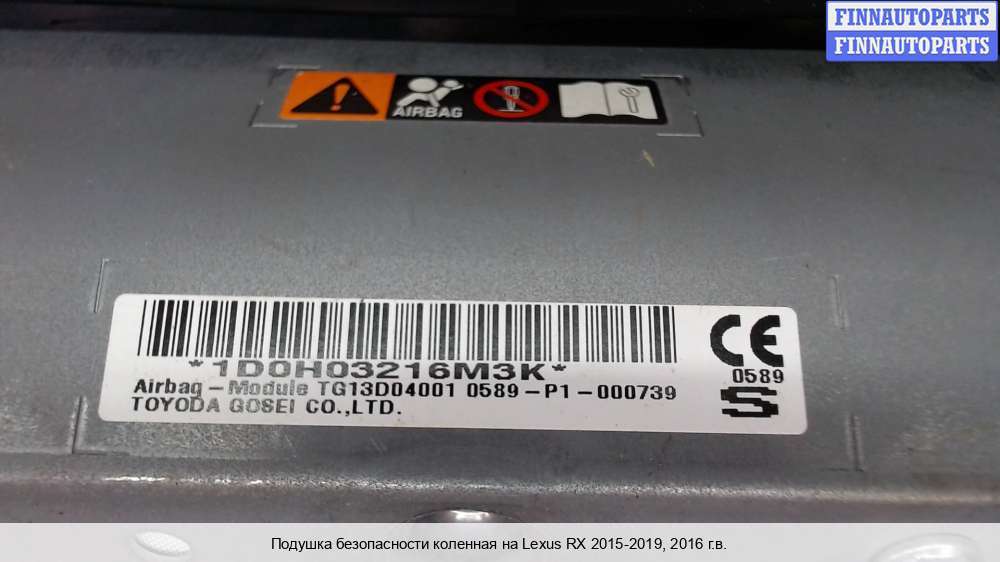 FINNAUTOPARTS
FINNAUTOPARTS
AIRBAG
*1D0H03216M3K*
Airbag-Module TG13D04001 0589-P1-000739
TOYODA GOSEI CO.,LTD.
CE
0589
S
Подушка безопасности коленная на Lexus RX 2015-2019, 2016 г.в.